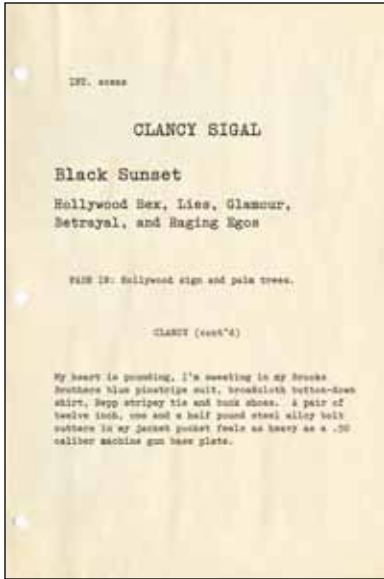 INT. scene
CLANCY SIGAL
Black Sunset
Hollywood Sex, Lies, Glamour,
Betrayal, and Raging Egos
FADE IN: Hollywood sign and palm trees.
CLANCY (cont'd)
My heart is pounding, I'm sweating in my Brooks
Brothers blue pinstripe suit, broadcloth button-down
shirt, Repp stripey tie and buck shoes. A pair of
twelve inch, one and a half pound steel alloy bolt
cutters in my jacket pocket feels as heavy as a .50
caliber machine gun base plate.